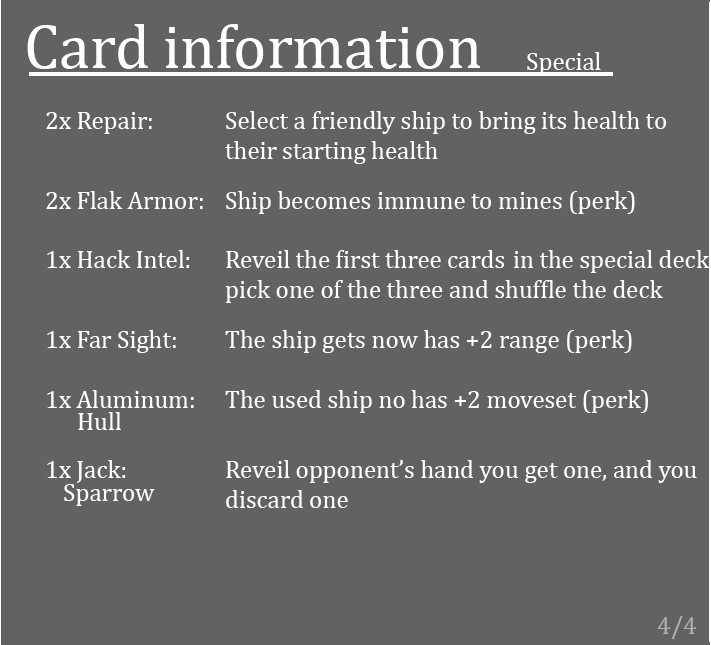 Card information Special
2x Repair: Select a friendly ship to bring its health to
their starting health
2x Flak Armor: Ship becomes immune to mines (perk)
1x Hack Intel: Reveil the first three cards in the special deck
pick one of the three and shuffle the deck
1x Far Sight: The ship gets now has +2 range (perk)
1x Aluminum: The used ship no has +2 moveset (perk)
Hull
1x Jack: Reveil opponent’s hand you get one, and you
Sparrow discard one
4/4